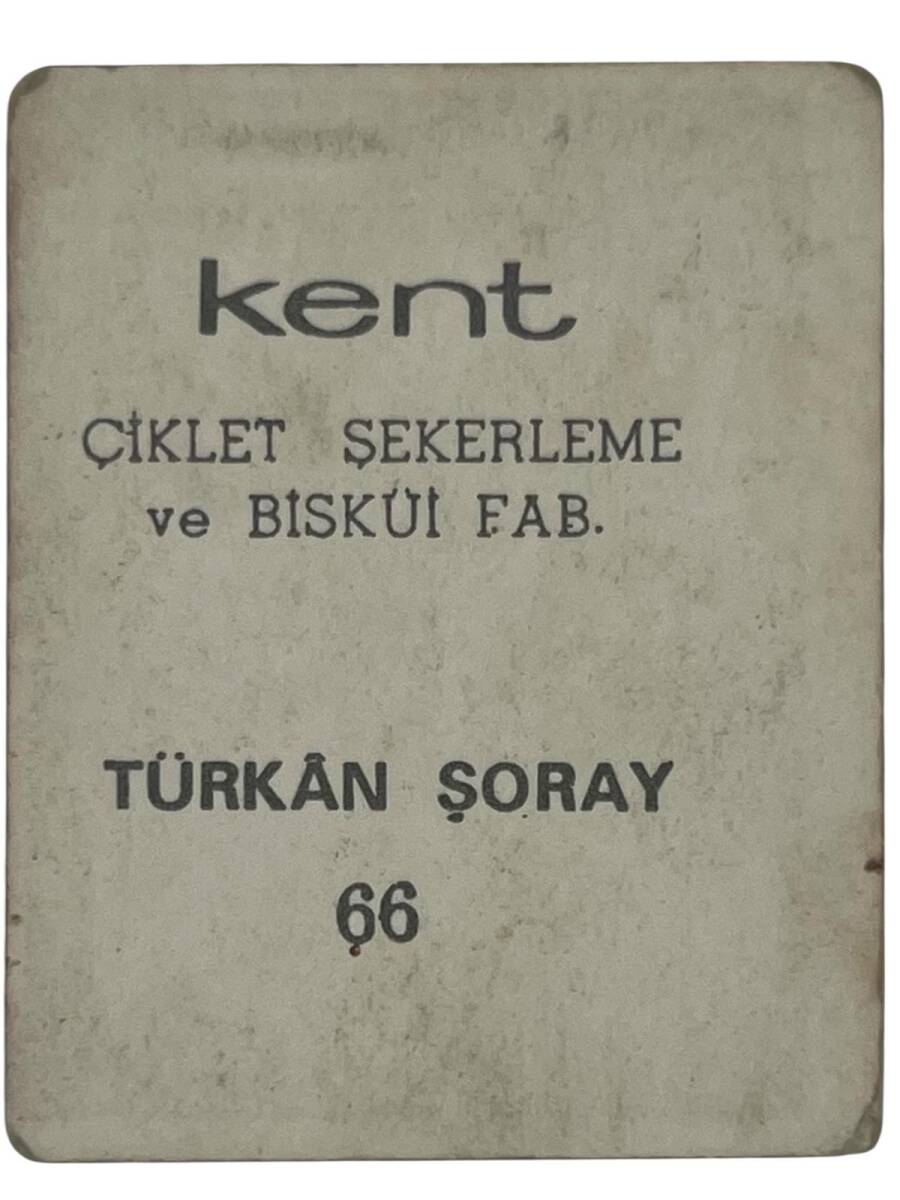 kent
ÇİKLET ŞEKERLEME
ve BİSKÜİ FAB.
TÜRKÂN ŞORAY
66